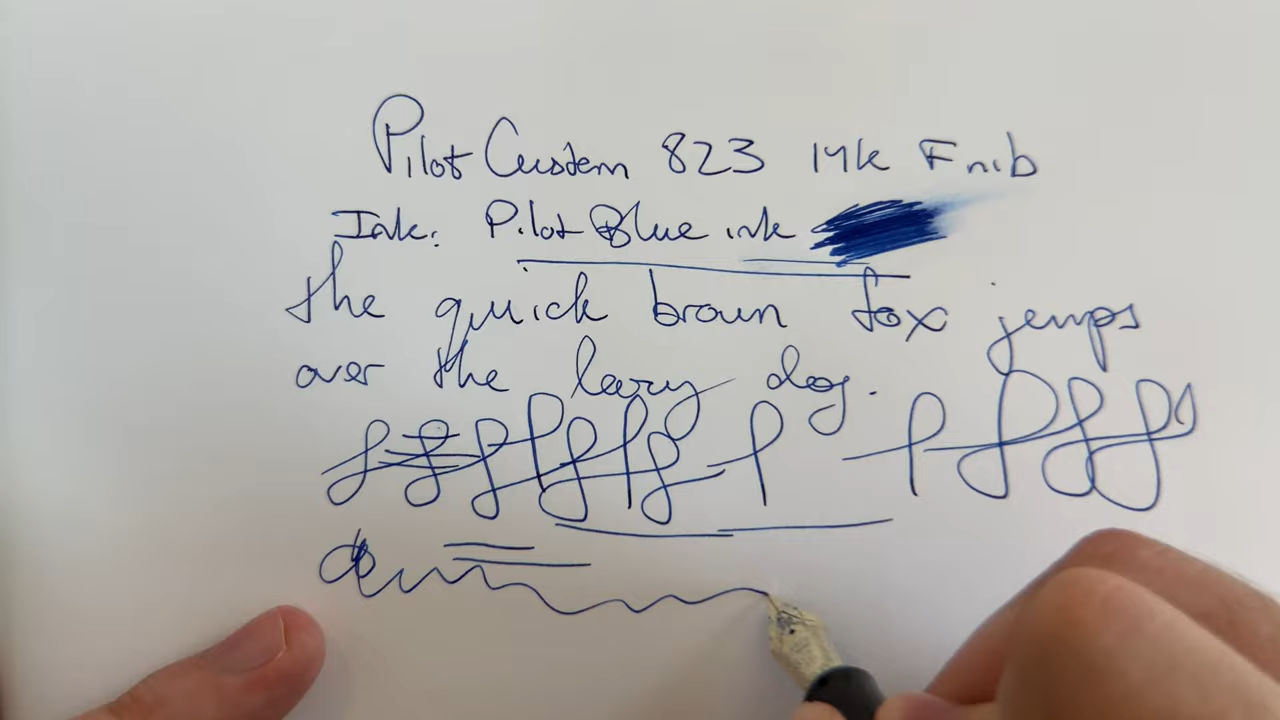 Pilot Custom 823 14k F nib
Ink: Pilot Blue ink
the quick brown fox jumps
over the lazy dog.